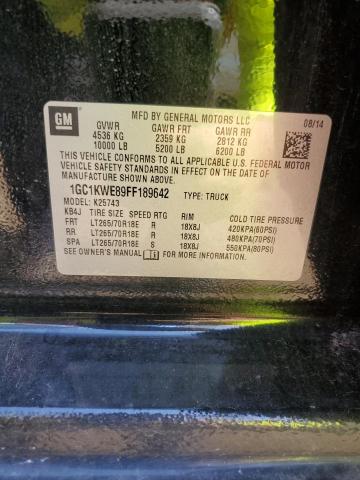 GM
MFD BY GENERAL MOTORS LLC
08/14
GVWR GAWR FRT GAWR RR
4536 KG 2359 KG 2812 KG
10000 LB 5200 LB 6200 LB
THIS VEHICLE CONFORMS TO ALL APPLICABLE U.S. FEDERAL MOTOR
VEHICLE SAFETY STANDARDS IN EFFECT ON THE DATE OF
MANUFACTURE SHOWN ABOVE.
1GC1KWE89FF189642 TYPE: TRUCK
MODEL: K25743
KB4J TIRE SIZE SPEED RTG RIM COLD TIRE PRESSURE
FRT LT265/70R18E R 18X8J 420KPA(60PSI)
RR LT265/70R18E R 18X8J 480KPA(70PSI)
SPA LT265/70R18E S 18X8J 550KPA(80PSI)
SEE OWNER'S MANUAL